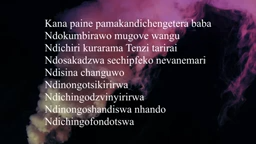 Kana paine pamakandichengetera baba
Ndokumbirawo mugove wangu
Ndichiri kurarama Tenzi tarirai
Ndosakadzwa sechipfeko nevanemari
Ndisina changuwo
Ndinongotsikirirwa
Ndichingodzvinyirirwa
Ndinongoshandiswa nhando
Ndichingofondotswa